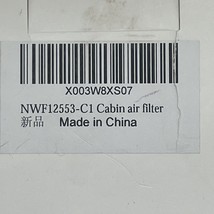 X003W8XS07
NWF12553-C1 Cabin air filter
新品 Made in China